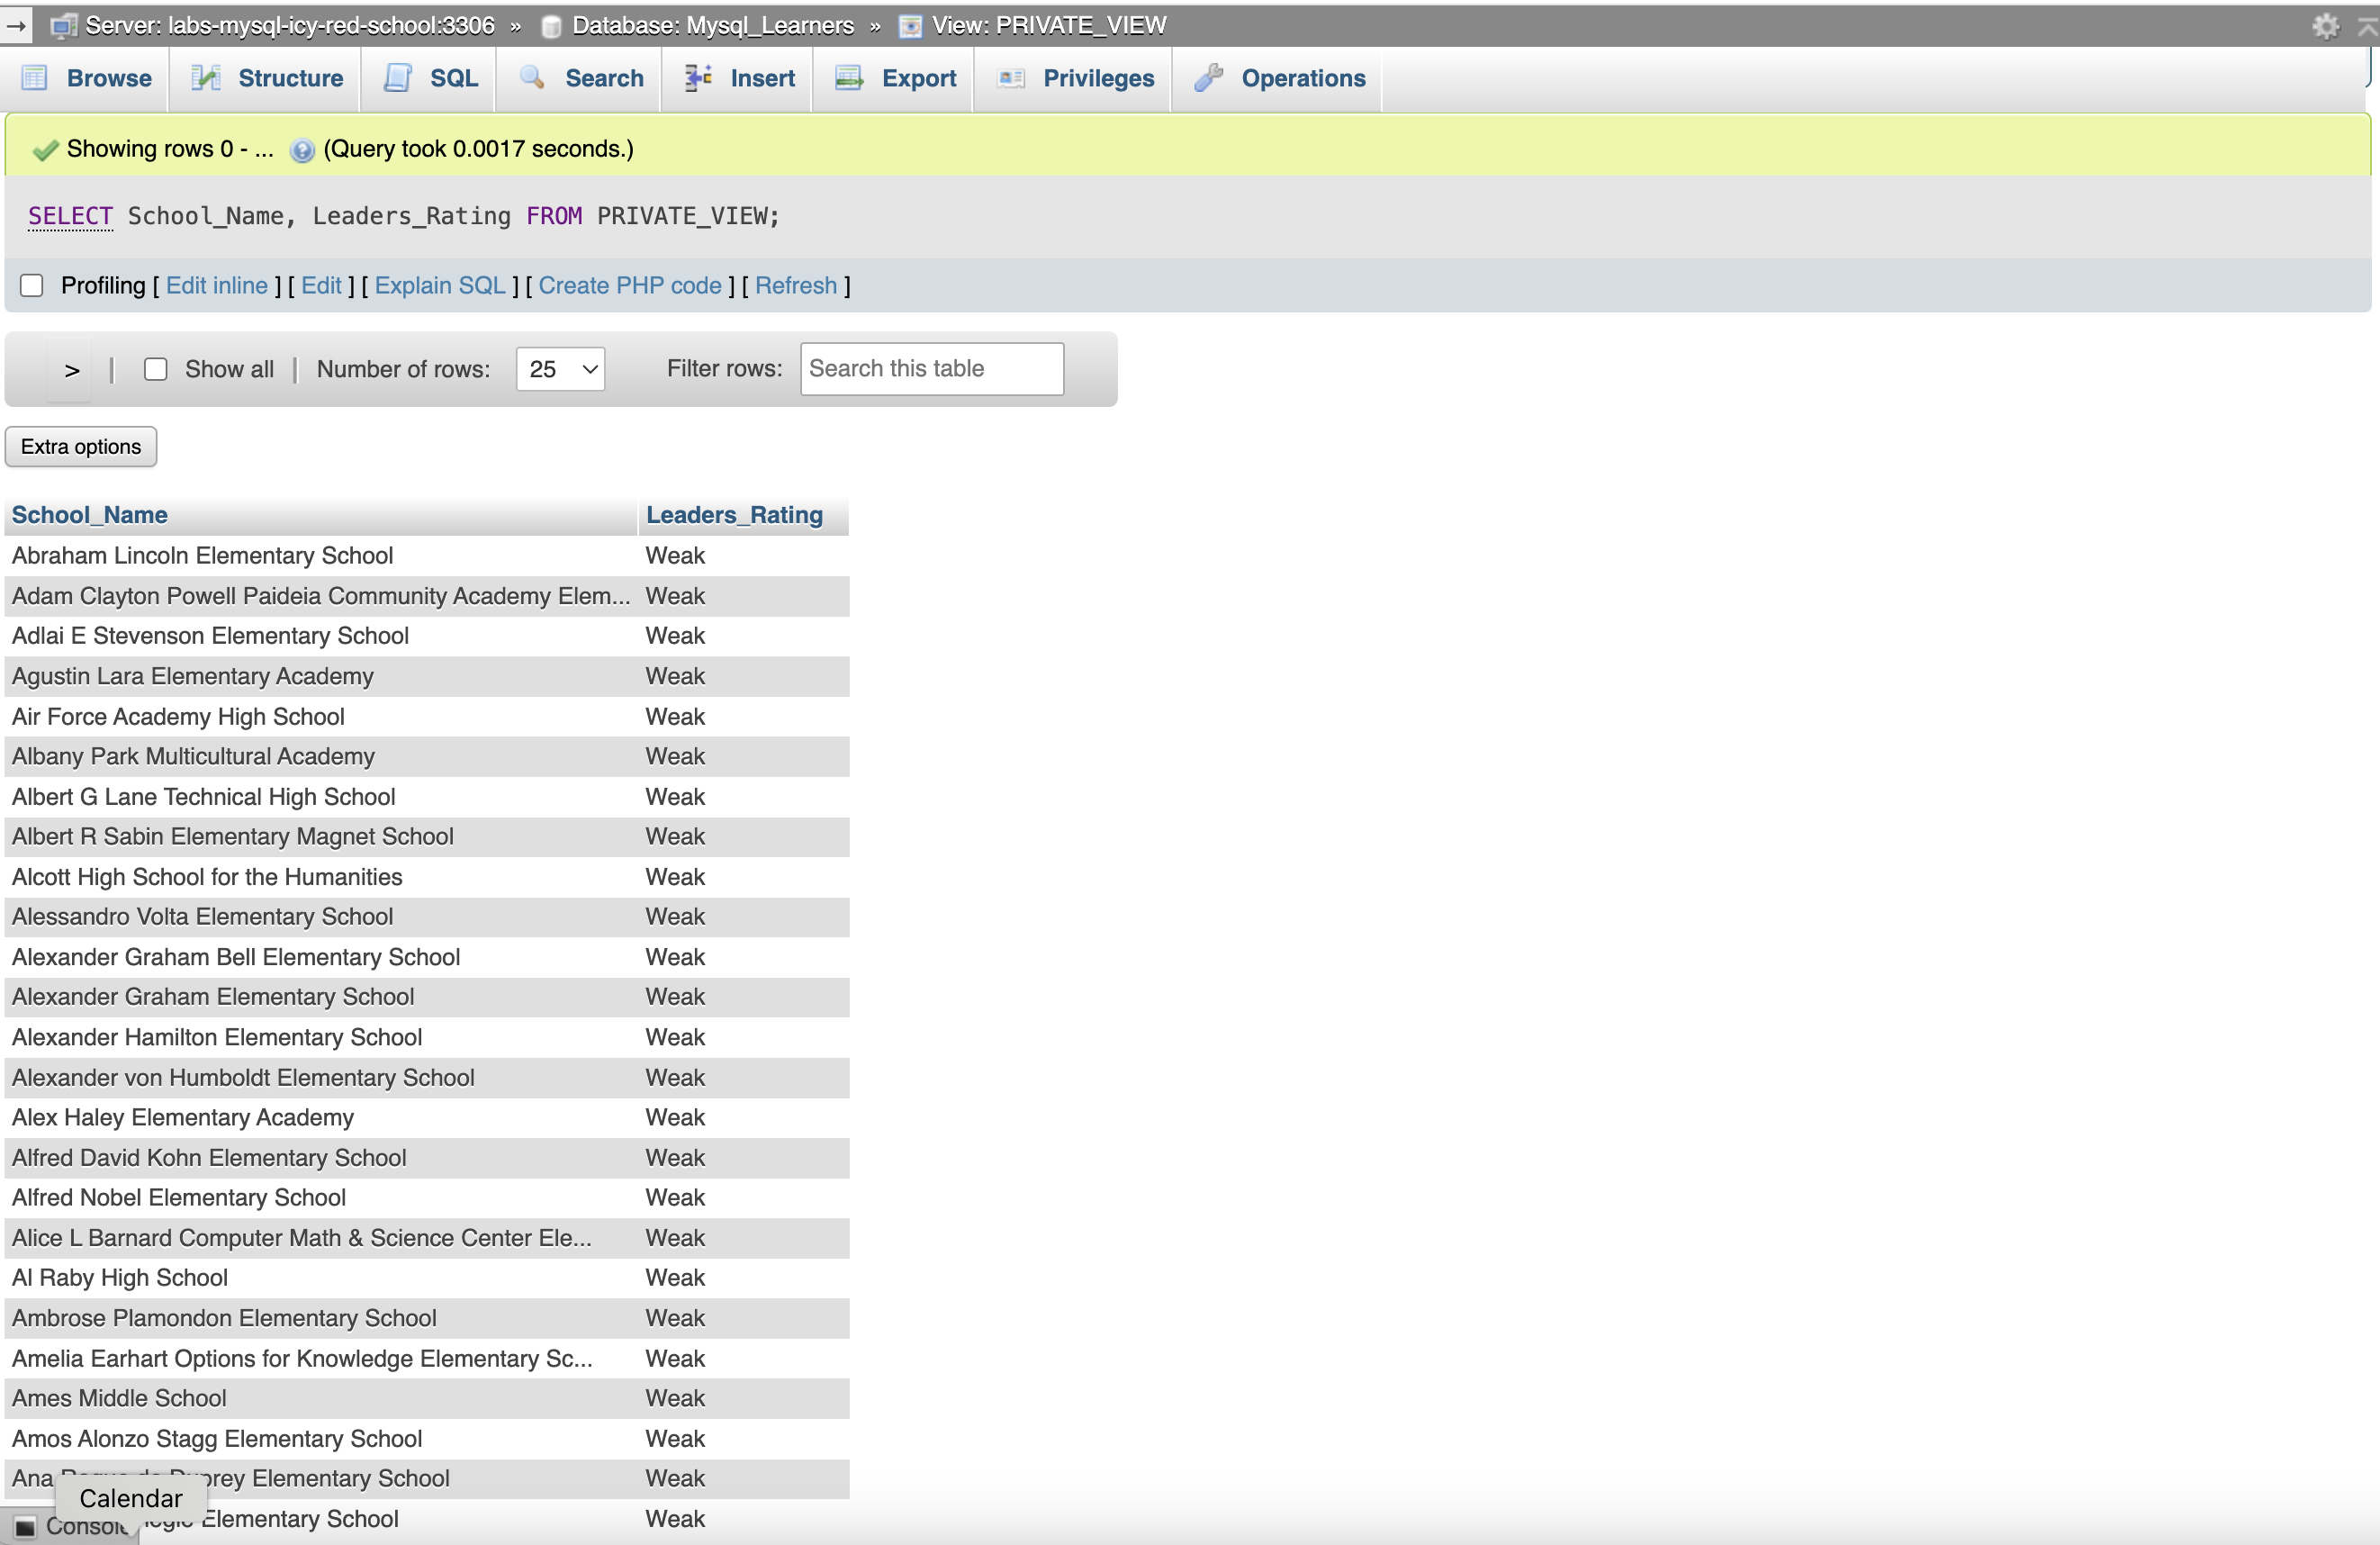 → Server: labs-mysql-icy-red-school:3306 » Database: Mysql_Learners » View: PRIVATE_VIEW
Browse Structure SQL Search Insert Export Privileges Operations
Showing rows 0 - ... (Query took 0.0017 seconds.)
SELECT School_Name, Leaders_Rating FROM PRIVATE_VIEW;
Profiling [ Edit inline ] [ Edit ] [ Explain SQL ] [ Create PHP code ] [ Refresh ]
> | Show all | Number of rows: 25 Filter rows: Search this table
Extra options
School_Name Leaders_Rating
Abraham Lincoln Elementary School Weak
Adam Clayton Powell Paideia Community Academy Elem... Weak
Adlai E Stevenson Elementary School Weak
Agustin Lara Elementary Academy Weak
Air Force Academy High School Weak
Albany Park Multicultural Academy Weak
Albert G Lane Technical High School Weak
Albert R Sabin Elementary Magnet School Weak
Alcott High School for the Humanities Weak
Alessandro Volta Elementary School Weak
Alexander Graham Bell Elementary School Weak
Alexander Graham Elementary School Weak
Alexander Hamilton Elementary School Weak
Alexander von Humboldt Elementary School Weak
Alex Haley Elementary Academy Weak
Alfred David Kohn Elementary School Weak
Alfred Nobel Elementary School Weak
Alice L Barnard Computer Math & Science Center Ele... Weak
Al Raby High School Weak
Ambrose Plamondon Elementary School Weak
Amelia Earhart Options for Knowledge Elementary Sc... Weak
Ames Middle School Weak
Amos Alonzo Stagg Elementary School Weak
Ana Elementary School Weak
Calendar
Console Elementary School Weak